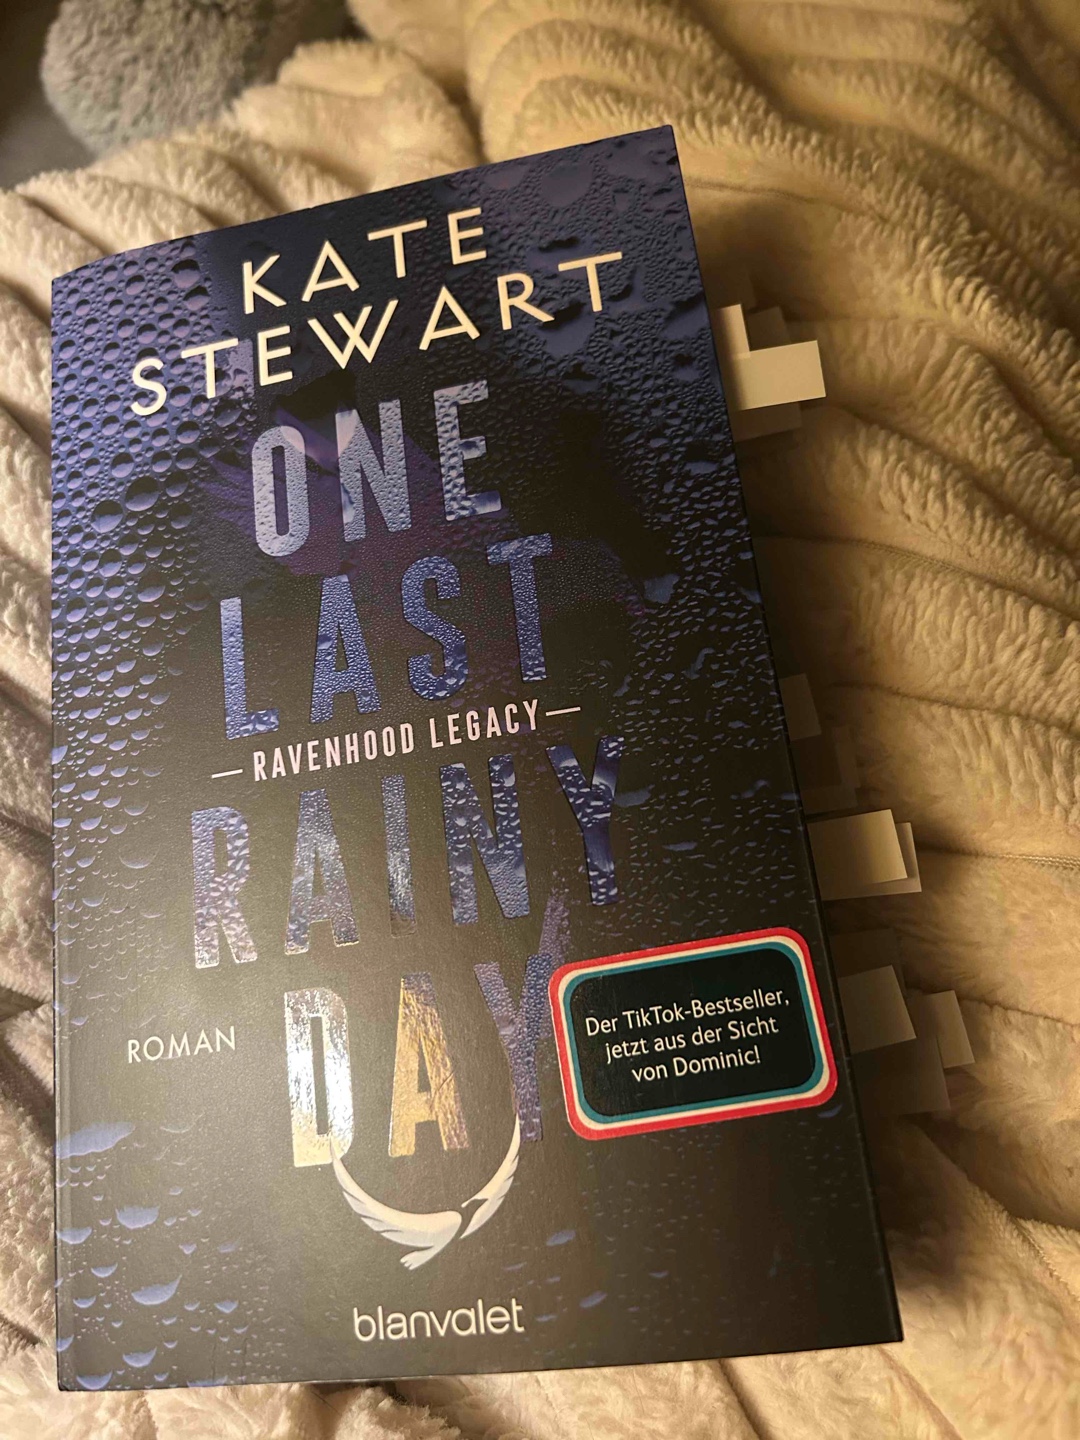 KATE
STEWART
ONE
LAST
—RAVENHOOD LEGACY—
RAINY
DAY
ROMAN
Der TikTok-Bestseller,
jetzt aus der Sicht
von Dominic!
blanvalet